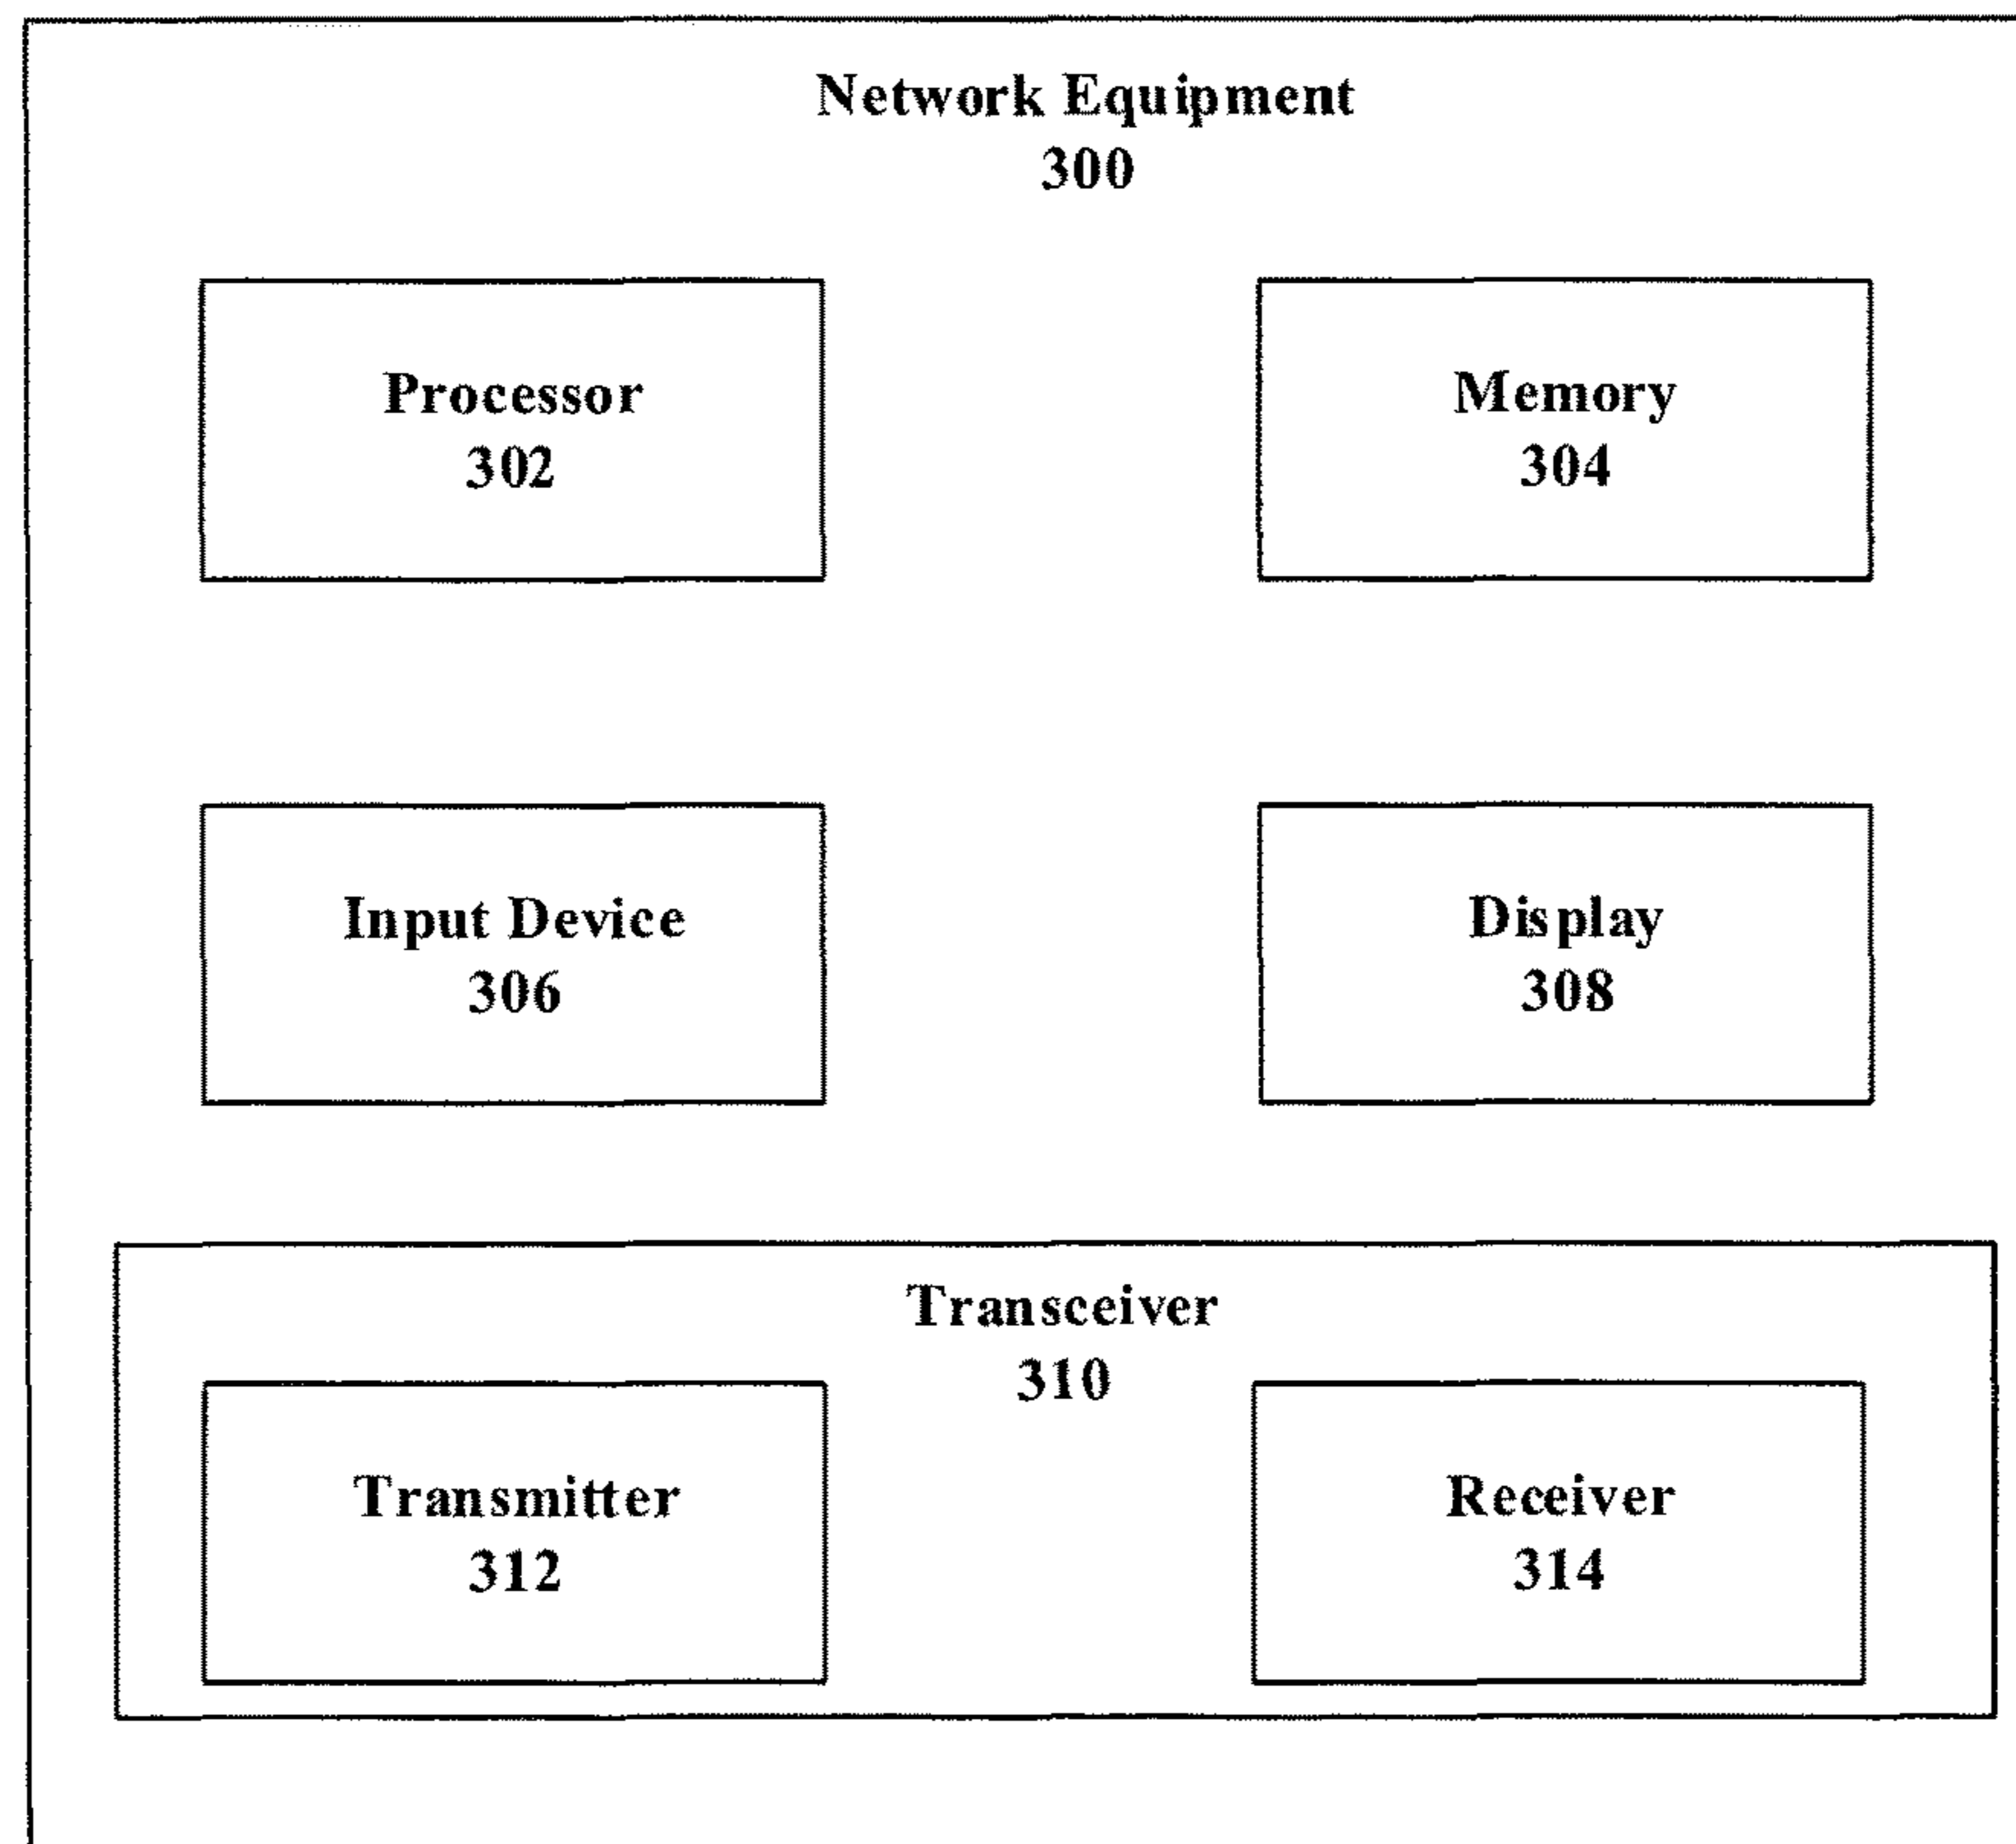 Network Equipment
300
Processor
302
Memory
304
Input Device
306
Display
308
Transceiver
310
Transmitter
312
Receiver
314